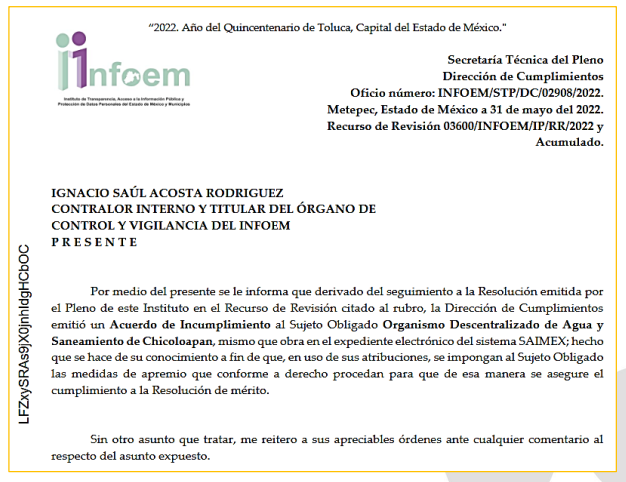 "2022. Año del Quincentenario de Toluca, Capital del Estado de México."
infoem
Instituto de Transparencia, Acceso a la Información Pública y
Protección de Datos Personales del Estado de México y Municipios
Secretaría Técnica del Pleno
Dirección de Cumplimientos
Oficio número: INFOEM/STP/DC/02908/2022.
Metepec, Estado de México a 31 de mayo del 2022.
Recurso de Revisión 03600/INFOEM/IP/RR/2022 y
Acumulado.
IGNACIO SAÚL ACOSTA RODRIGUEZ
CONTRALOR INTERNO Y TITULAR DEL ÓRGANO DE
CONTROL Y VIGILANCIA DEL INFOEM
P R E S E N T E
Por medio del presente se le informa que derivado del seguimiento a la Resolución emitida por
el Pleno de este Instituto en el Recurso de Revisión citado al rubro, la Dirección de Cumplimientos
emitió un Acuerdo de Incumplimiento al Sujeto Obligado Organismo Descentralizado de Agua y
Saneamiento de Chicoloapan, mismo que obra en el expediente electrónico del sistema SAIMEX; hecho
que se hace de su conocimiento a fin de que, en uso de sus atribuciones, se impongan al Sujeto Obligado
las medidas de apremio que conforme a derecho procedan para que de esa manera se asegure el
cumplimiento a la Resolución de mérito.
Sin otro asunto que tratar, me reitero a sus apreciables órdenes ante cualquier comentario al
respecto del asunto expuesto.
LFZxySRAs9jX0jnhldgHCbOC